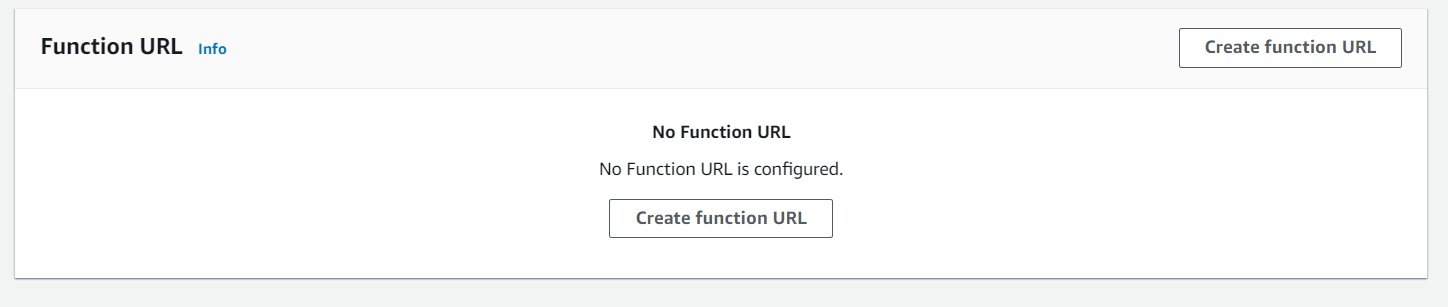 Function URL Info
Create function URL
No Function URL
No Function URL is configured.
Create function URL